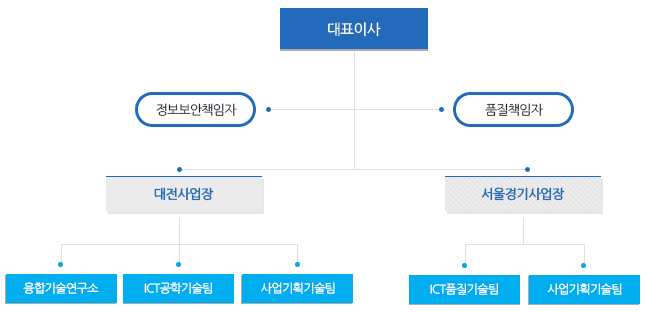 대표이사
정보보안책임자
품질책임자
대전사업장
서울경기사업장
융합기술연구소
ICT공학기술팀
사업기획기술팀
ICT품질기술팀
사업기획기술팀